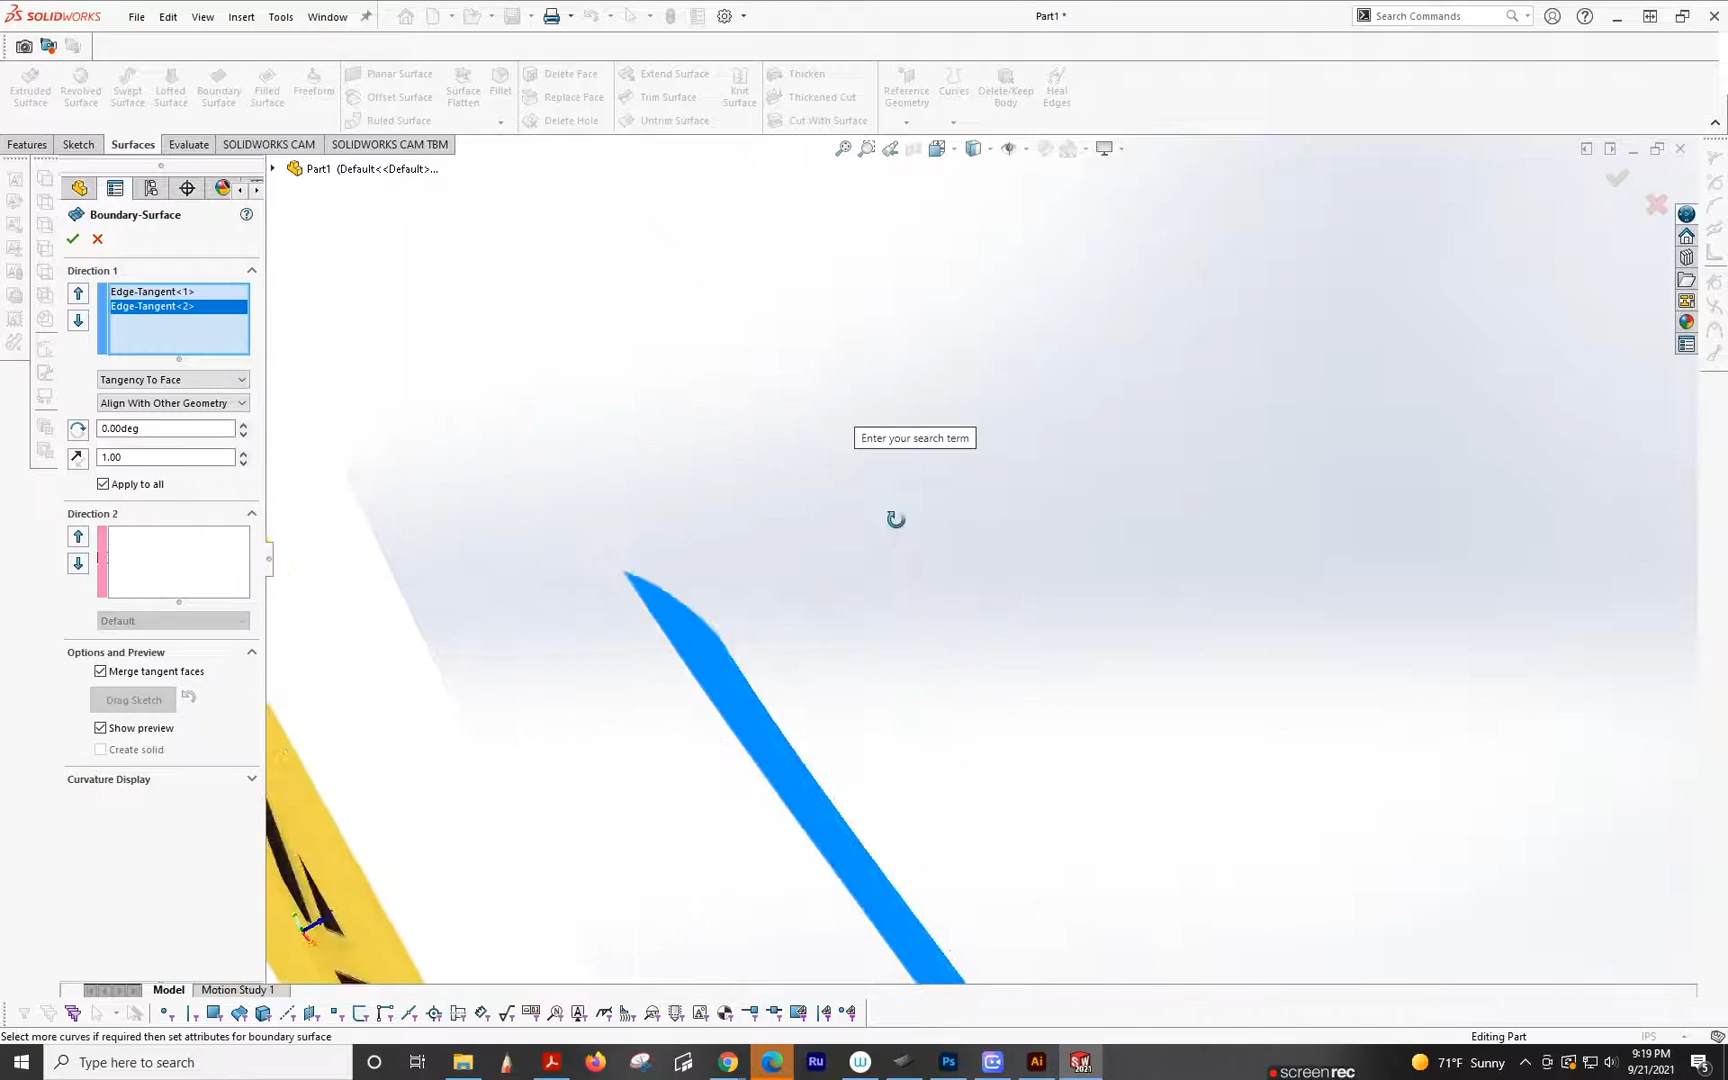 SOLIDWORKS File Edit View Insert Tools Window Part1 * Search Commands
Extruded Surface Revolved Surface Swept Surface Lofted Surface Boundary Surface Filled Surface Freeform
Planar Surface Offset Surface Ruled Surface
Surface Flatten Fillet
Delete Face Replace Face Delete Hole
Extend Surface Trim Surface Untrim Surface
Knit Surface
Thicken Thickened Cut Cut With Surface
Reference Geometry Curves Delete/Keep Body Heal Edges
Features Sketch Surfaces Evaluate SOLIDWORKS CAM SOLIDWORKS CAM TBM
Part1 (Default<<Default>...
Boundary-Surface
Direction 1
Edge-Tangent<1>
Edge-Tangent<2>
Tangency To Face
Align With Other Geometry
0.00deg
1.00
Apply to all
Direction 2
Default
Options and Preview
Merge tangent faces
Drag Sketch
Show preview
Create solid
Curvature Display
Enter your search term
Model Motion Study 1
Select more curves if required then set attributes for boundary surface Editing Part IPS
Type here to search
71°F Sunny
9:19 PM
9/21/2021
5
Ru
W
Ps
Ai
SW
2021
screenrec